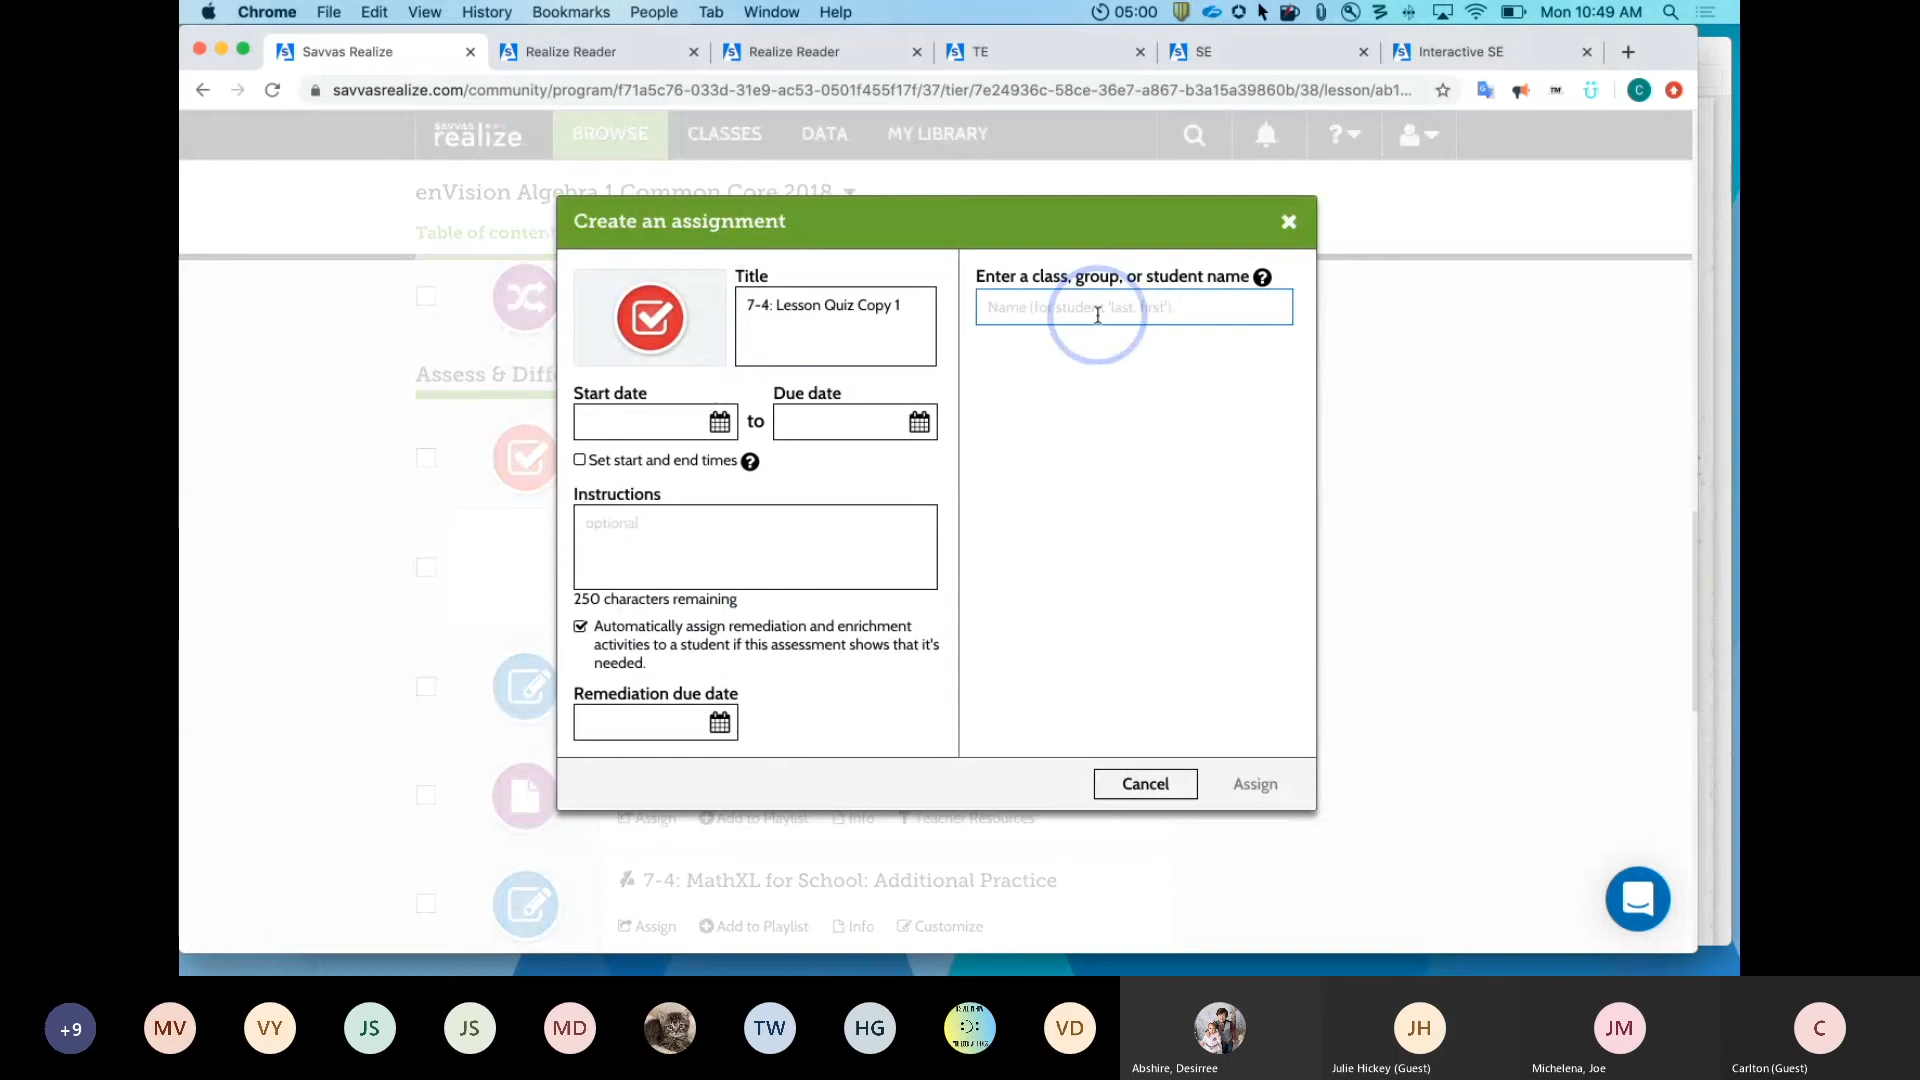 Chrome File Edit View History Bookmarks People Tab Window Help 05:00 Mon 10:49 AM
Savvas Realize Realize Reader Realize Reader TE SE Interactive SE
savvasrealize.com/community/program/f71a5c76-033d-31e9-ac53-0501f455f17f/37/tier/7e24936c-58ce-36e7-a867-b3a15a39860b/38/lesson/ab1...
TM
C
SAVVAS
realize BROWSE CLASSES DATA MY LIBRARY ?
enVision Algebra 1 Common Core 2018
Table of conten
Create an assignment
Title
7-4: Lesson Quiz Copy 1
Enter a class, group, or student name ?
Name (for student 'last, first').
Assess & Diff
Start date Due date
to
Set start and end times ?
Instructions
optional
250 characters remaining
Automatically assign remediation and enrichment
activities to a student if this assessment shows that it's
needed.
Remediation due date
Cancel Assign
Assign Add to Playlist Info Teacher Resources
7-4: MathXL for School: Additional Practice
Assign Add to Playlist Info Customize
+9 MV VY JS JS MD TW HG VD JH JM C
Abshire, Desirree Julie Hickey (Guest) Michelena, Joe Carlton (Guest)